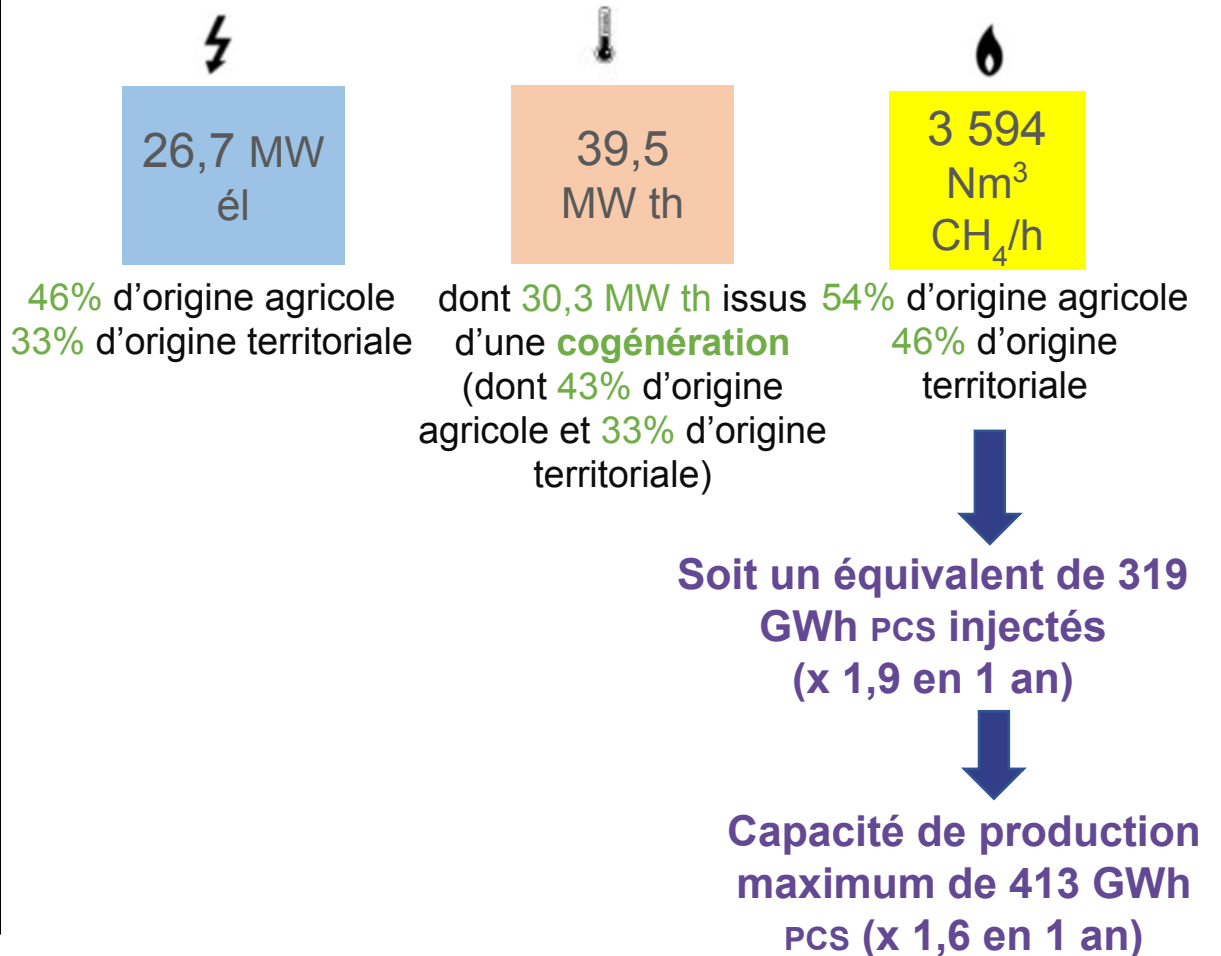 26,7 MW
él
46% d’origine agricole
33% d’origine territoriale
39,5
MW th
dont 30,3 MW th issus
d’une cogénération
(dont 43% d’origine
agricole et 33% d’origine
territoriale)
3 594
Nm³
CH₄/h
54% d’origine agricole
46% d’origine
territoriale
Soit un équivalent de 319
GWh PCS injectés
(x 1,9 en 1 an)
Capacité de production
maximum de 413 GWh
PCS (x 1,6 en 1 an)